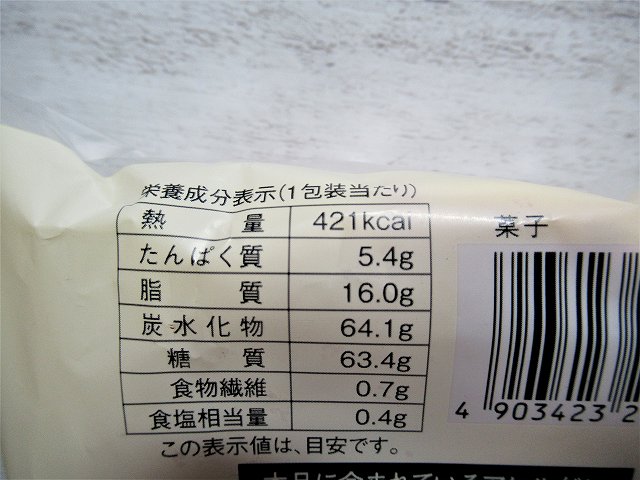 栄養成分表示(1包装当たり)
熱量 421kcal
たんぱく質 5.4g
脂質 16.0g
炭水化物 64.1g
糖質 63.4g
食物繊維 0.7g
食塩相当量 0.4g
この表示値は、目安です。
菓子
4 903423 2